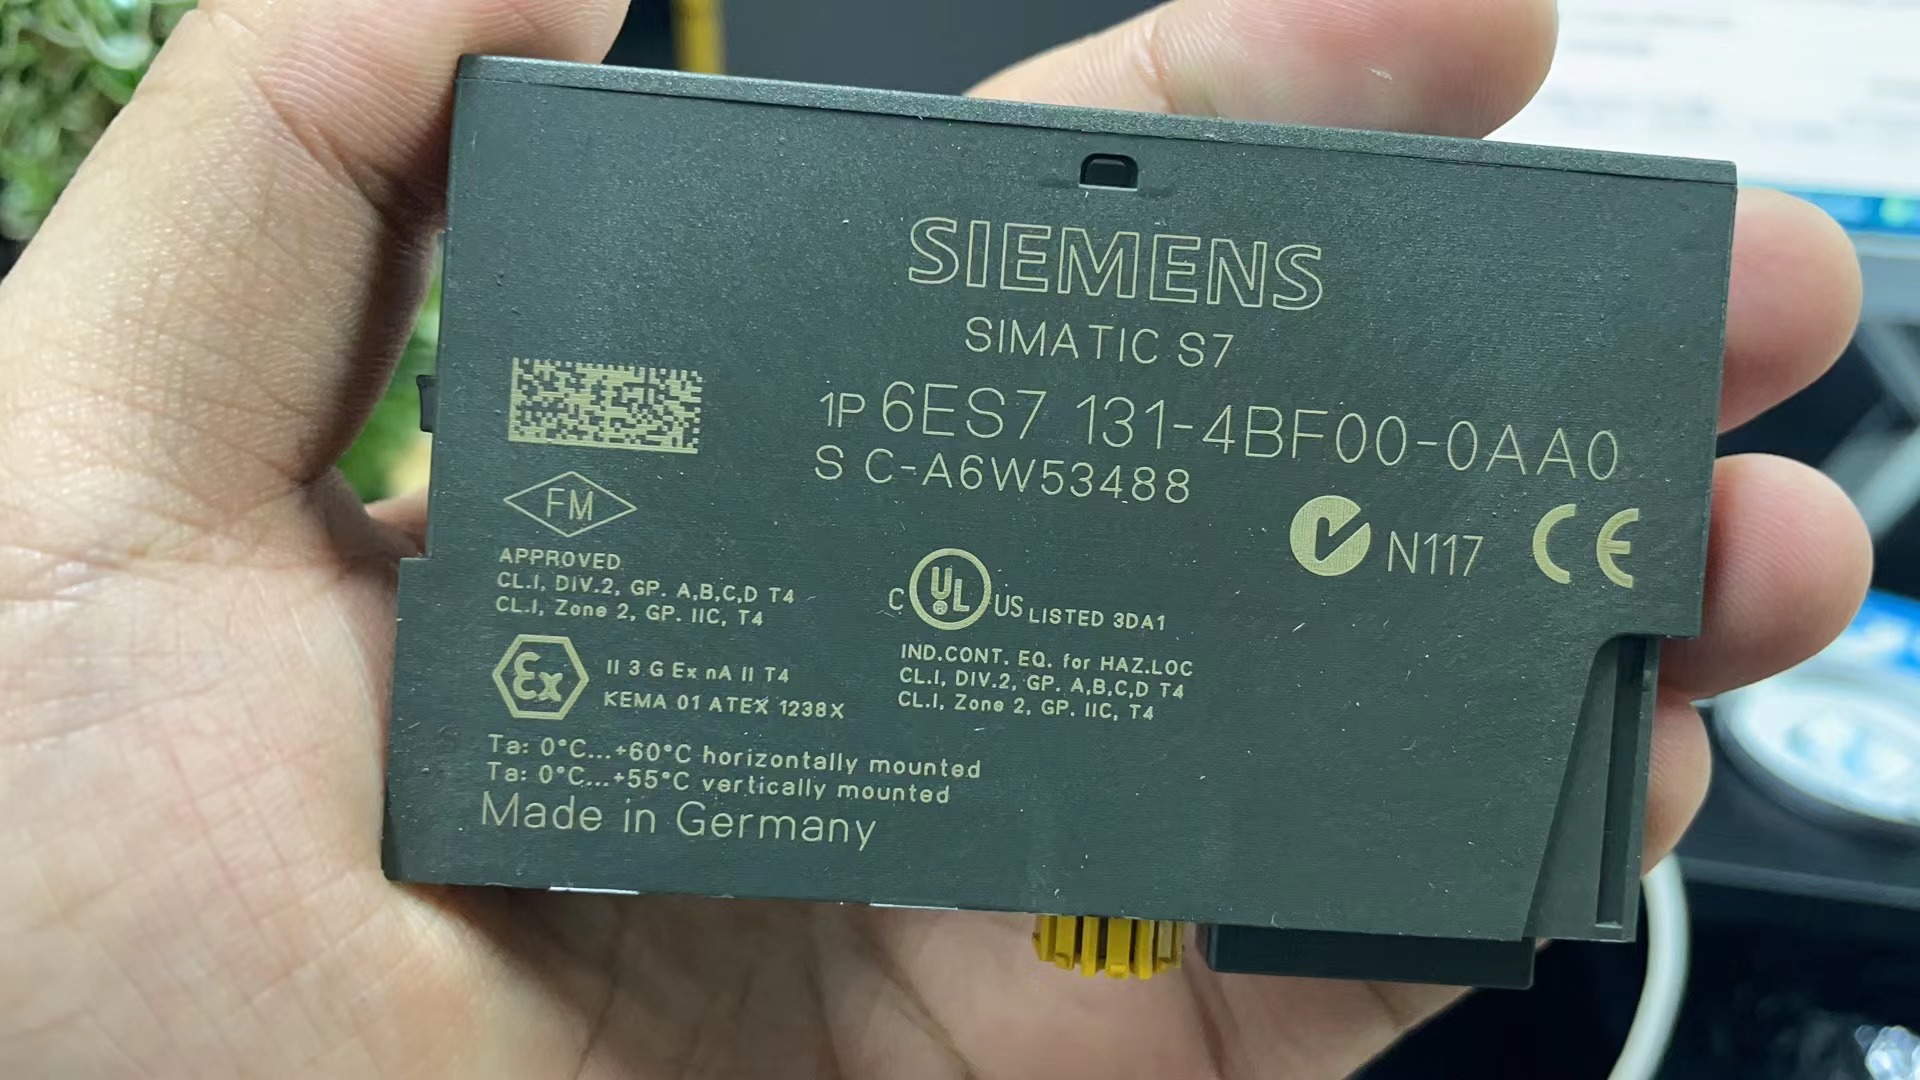 SIEMENS
SIMATIC S7
1P 6ES7 131-4BF00-0AA0
S C-A6W53488
N117 CE
FM
APPROVED
CL.I, DIV.2, GP. A,B,C,D T4
CL.I, Zone 2, GP. IIC, T4
C UL US LISTED 3DA1
IND.CONT. EQ. for HAZ.LOC
CL.I, DIV.2, GP. A,B,C,D T4
CL.I, Zone 2, GP. IIC, T4
Ex II 3 G Ex nA II T4
KEMA 01 ATEX 1238X
Ta: 0°C...+60°C horizontally mounted
Ta: 0°C...+55°C vertically mounted
Made in Germany